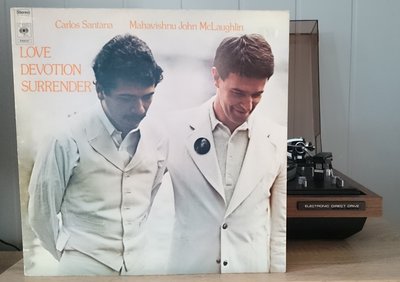 Stereo
CBS
Carlos Santana Mahavishnu John McLaughlin
LOVE
DEVOTION
SURRENDER
ELECTRONIC DIRECT DRIVE